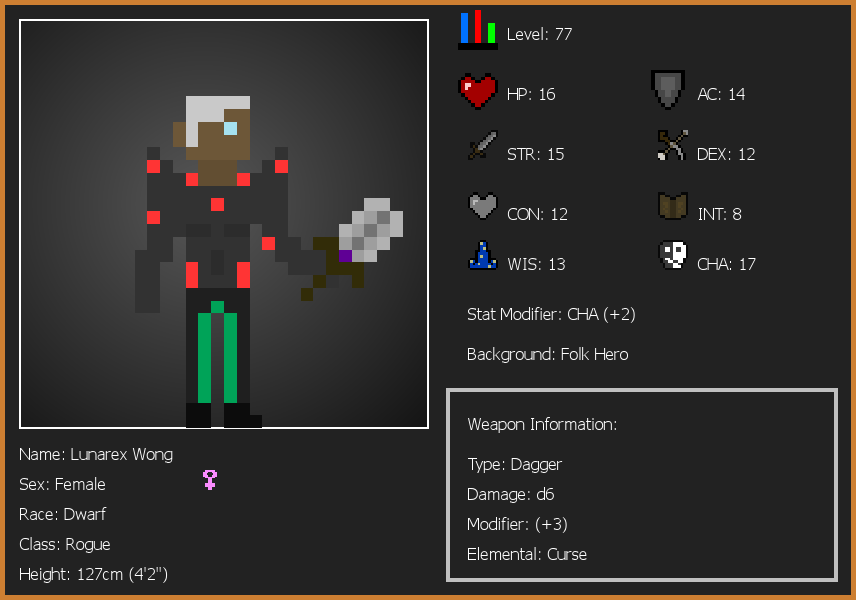 Level: 77
HP: 16
AC: 14
STR: 15
DEX: 12
CON: 12
INT: 8
WIS: 13
CHA: 17
Stat Modifier: CHA (+2)
Background: Folk Hero
Weapon Information:
Type: Dagger
Damage: d6
Modifier: (+3)
Elemental: Curse
Name: Lunarex Wong
Sex: Female
Race: Dwarf
Class: Rogue
Height: 127cm (4'2")